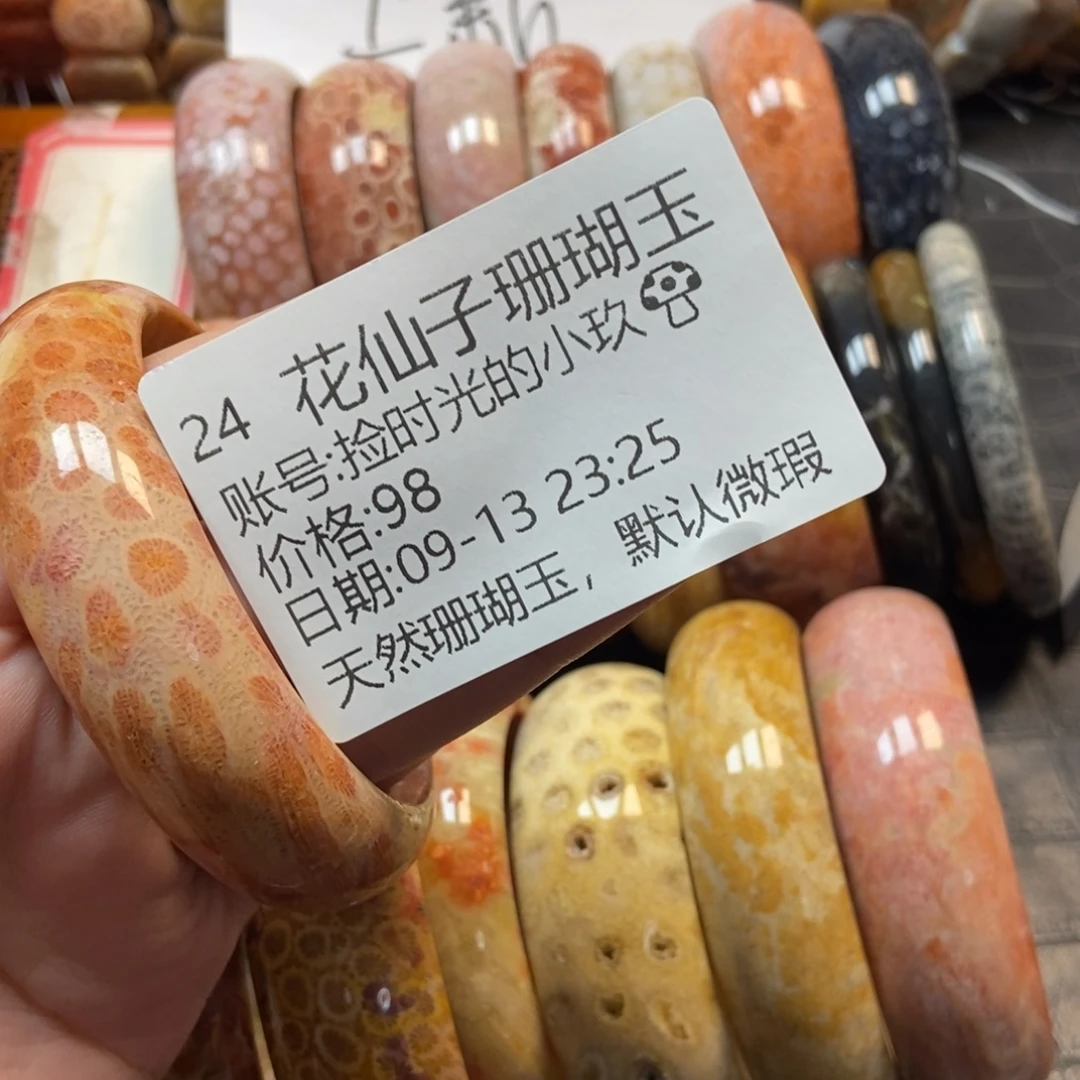 24 花仙子珊瑚玉
账号:捡时光的小玖🍄
价格:98
日期:09-13 23:25
天然珊瑚玉，默认微瑕